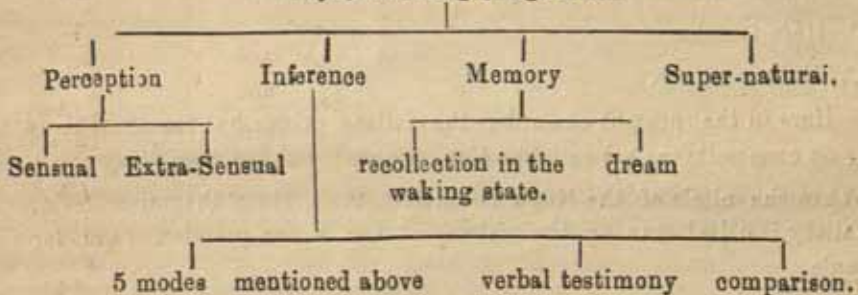 Perception Inference Memory Super-naturai.
Sensual Extra-Sensual recollection in the dream
waking state.
5 modes mentioned above verbal testimony comparison.